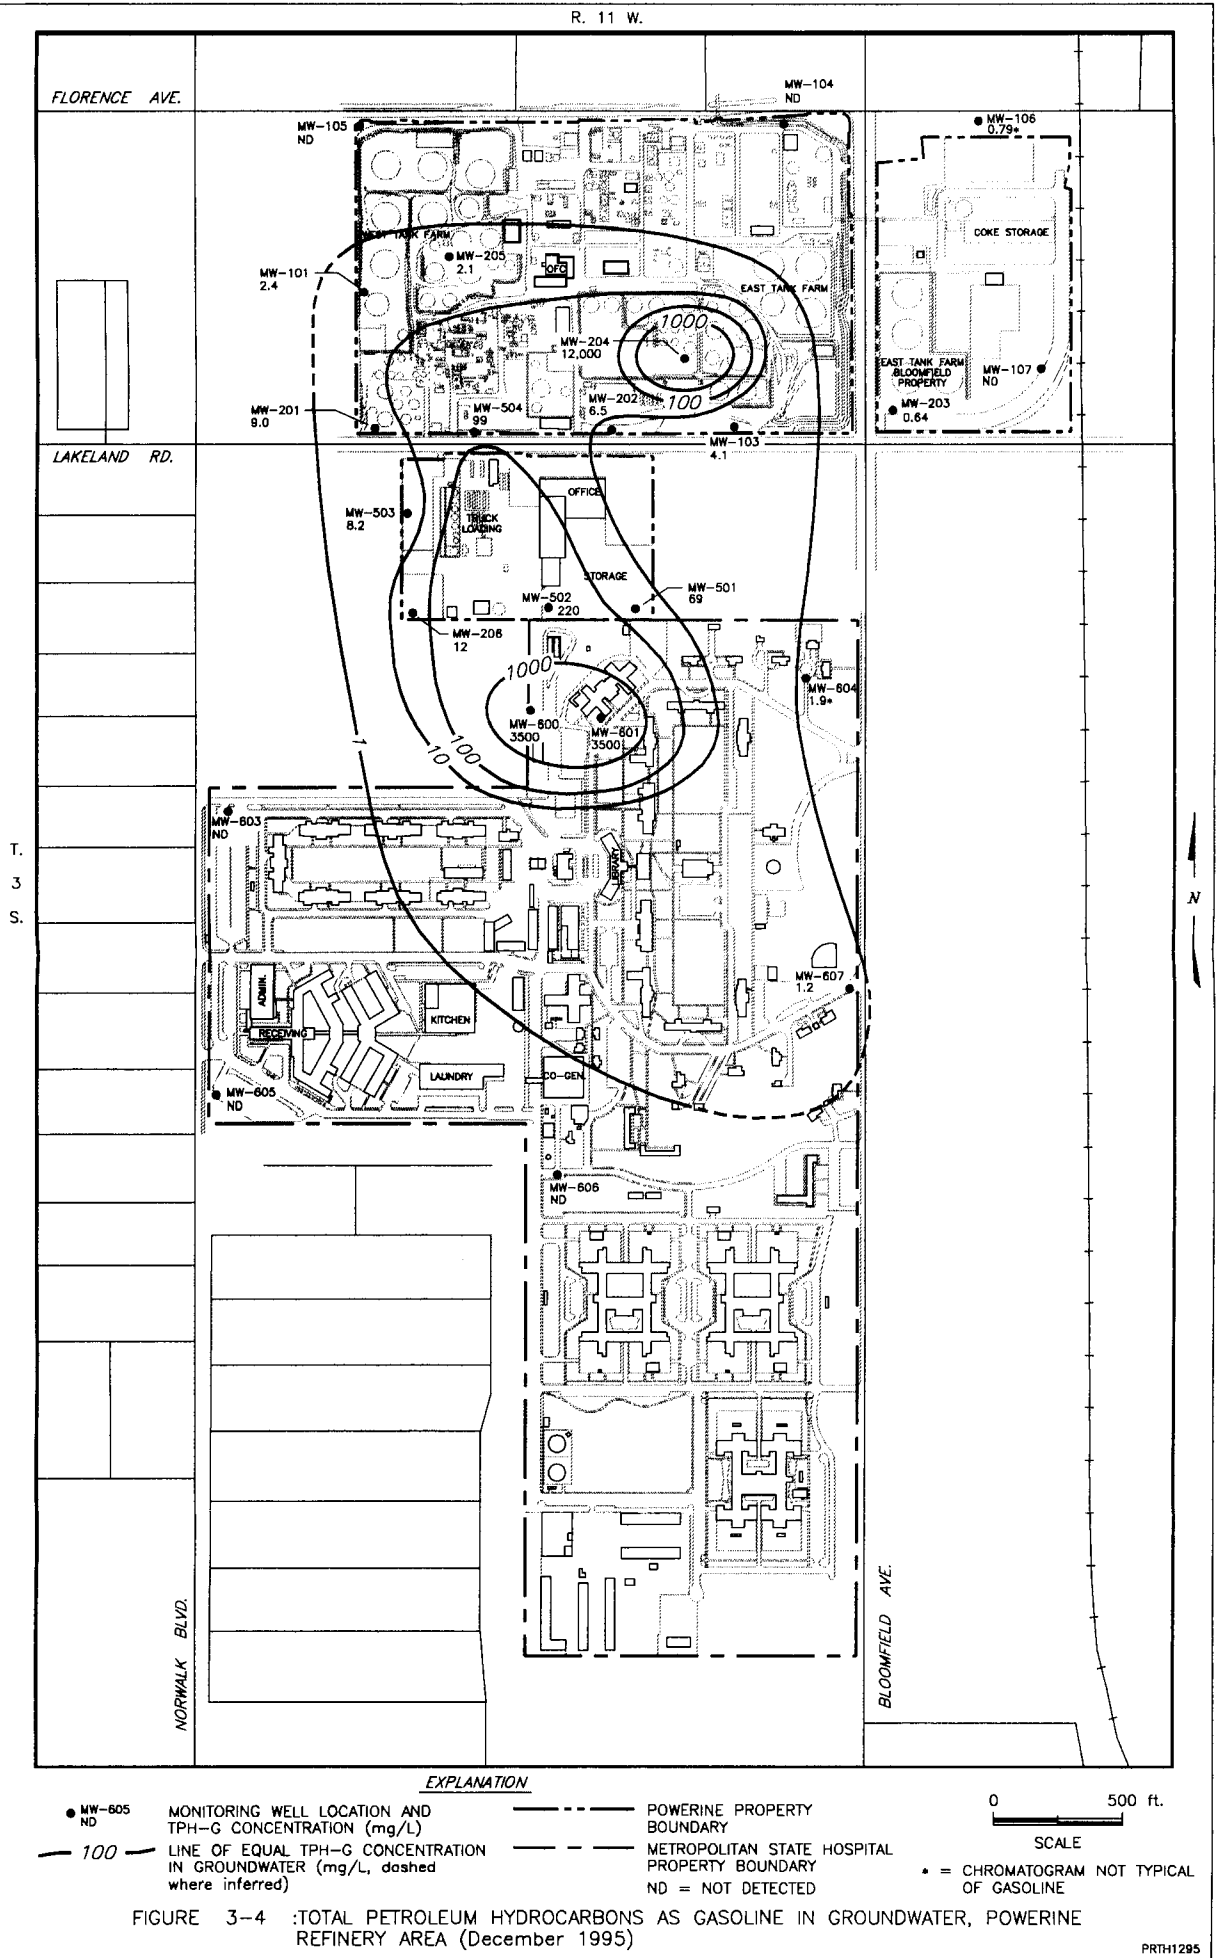 R. 11 W.
FLORENCE AVE.
MW-104
ND
MW-105
ND
MW-106
0.79*
WEST TANK FARM
COKE STORAGE
MW-205
2.1
MW-101
2.4
OFC
EAST TANK FARM
1000
MW-204
12,000
EAST TANK FARM
BLOOMFIELD
PROPERTY
MW-107
ND
100
MW-201
9.0
MW-504
99
MW-202
6.5
MW-203
0.64
MW-103
4.1
LAKELAND RD.
OFFICE
MW-503
8.2
TRUCK
LOADING
STORAGE
MW-501
69
MW-502
220
MW-206
12
1000
MW-604
1.9*
MW-600
3500
MW-601
3500
1
10
100
MW-603
ND
T.
3
S.
LIBRARY
N
MW-607
1.2
ADMIN.
RECEIVING
KITCHEN
LAUNDRY
CO-GEN.
MW-605
ND
MW-606
ND
NORWALK BLVD.
BLOOMFIELD AVE.
EXPLANATION
MW-605
ND
MONITORING WELL LOCATION AND
TPH-G CONCENTRATION (mg/L)
100
LINE OF EQUAL TPH-G CONCENTRATION
IN GROUNDWATER (mg/L, dashed
where inferred)
POWERINE PROPERTY
BOUNDARY
METROPOLITAN STATE HOSPITAL
PROPERTY BOUNDARY
ND = NOT DETECTED
0 500 ft.
SCALE
* = CHROMATOGRAM NOT TYPICAL
OF GASOLINE
FIGURE 3-4 :TOTAL PETROLEUM HYDROCARBONS AS GASOLINE IN GROUNDWATER, POWERINE
REFINERY AREA (December 1995)
PRTH1295